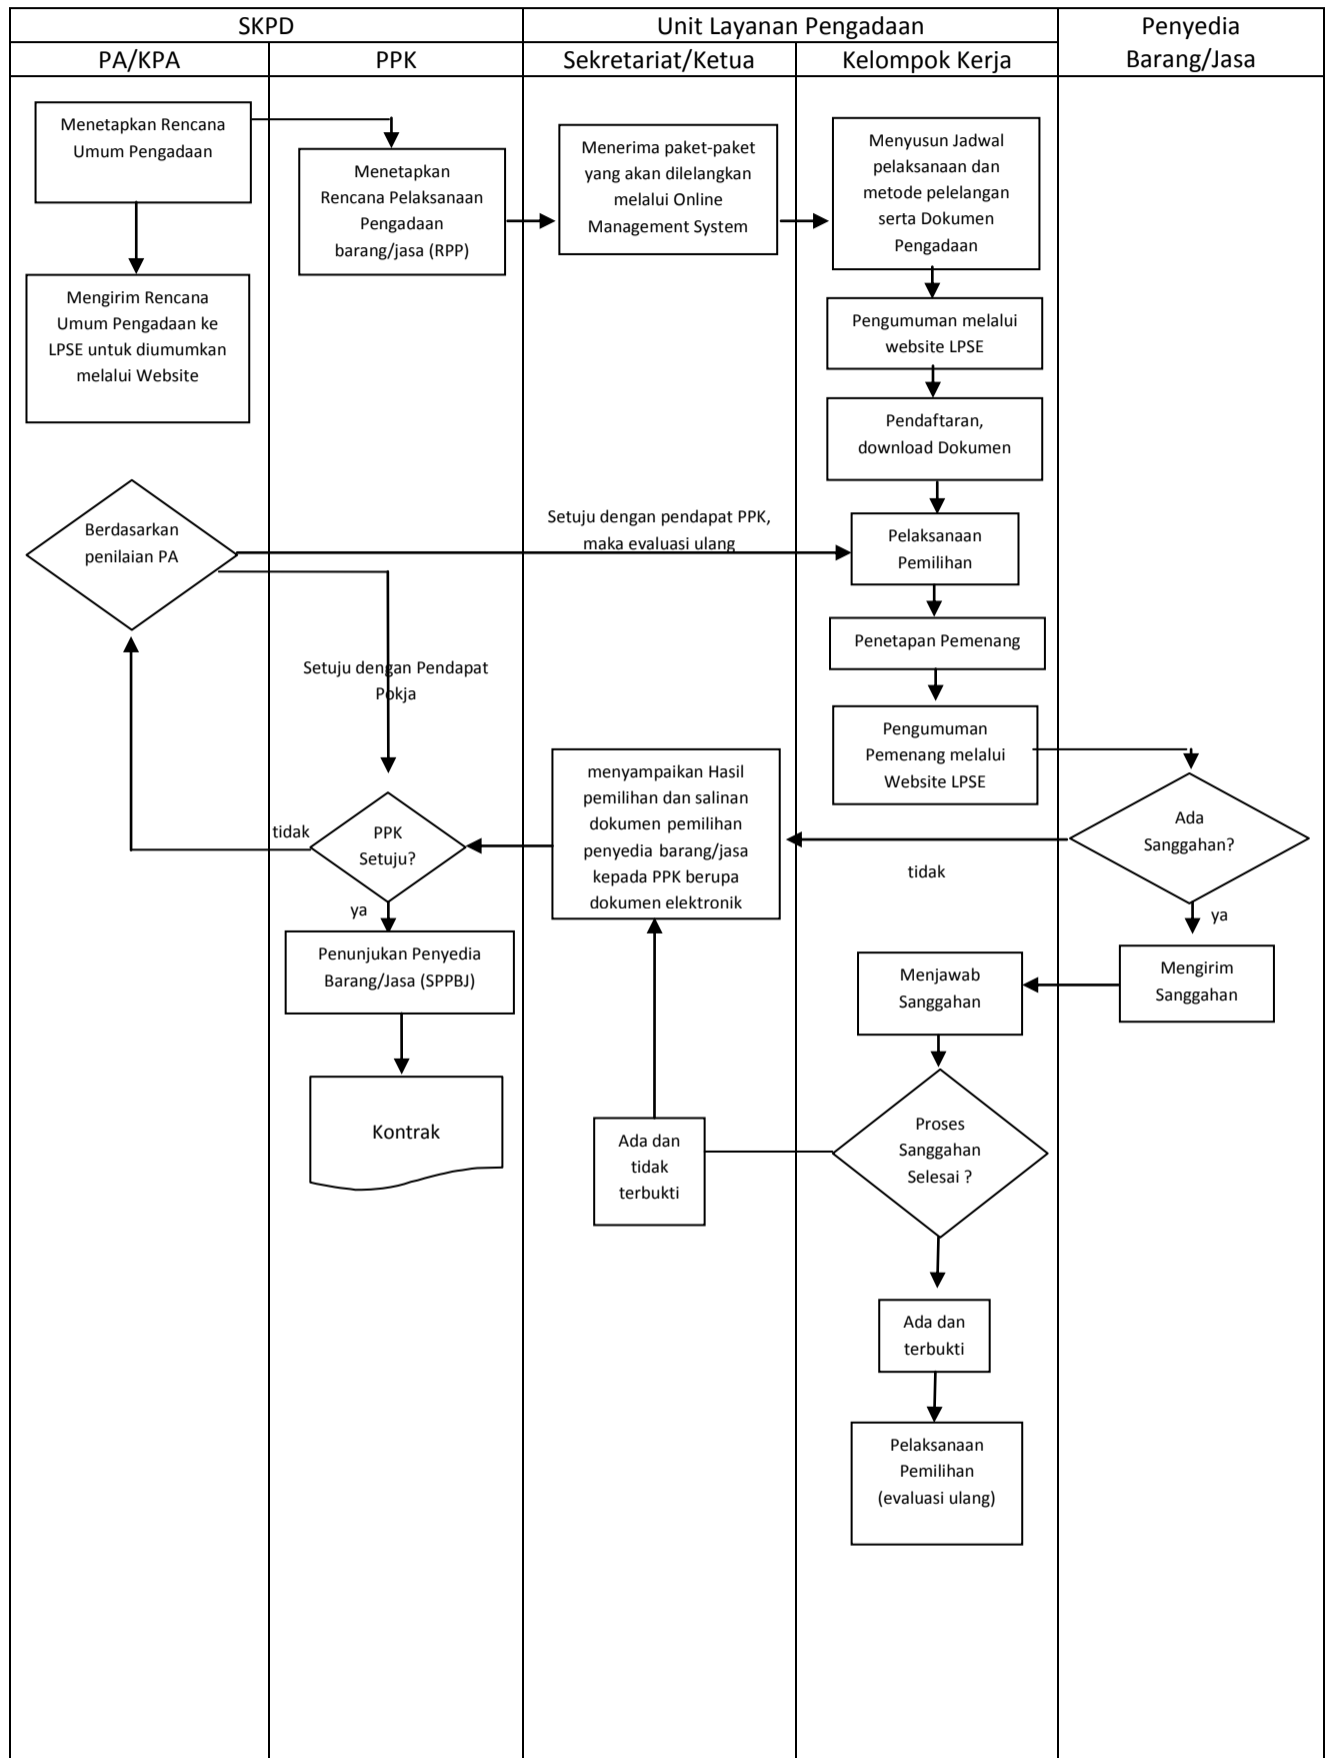 SKPD
Unit Layanan Pengadaan
Penyedia
Barang/Jasa
PA/KPA
PPK
Sekretariat/Ketua
Kelompok Kerja
Menetapkan Rencana
Umum Pengadaan
Menetapkan
Rencana Pelaksanaan
Pengadaan
barang/jasa (RPP)
Menerima paket-paket
yang akan dilelangkan
melalui Online
Management System
Menyusun Jadwal
pelaksanaan dan
metode pelelangan
serta Dokumen
Pengadaan
Mengirim Rencana
Umum Pengadaan ke
LPSE untuk diumumkan
melalui Website
Pengumuman melalui
website LPSE
Pendaftaran,
download Dokumen
Berdasarkan
penilaian PA
Setuju dengan pendapat PPK,
maka evaluasi ulang
Pelaksanaan
Pemilihan
Penetapan Pemenang
Setuju dengan Pendapat
Pokja
Pengumuman
Pemenang melalui
Website LPSE
menyampaikan Hasil
pemilihan dan salinan
dokumen pemilihan
penyedia barang/jasa
kepada PPK berupa
dokumen elektronik
Ada
Sanggahan?
tidak
PPK
Setuju?
tidak
ya
ya
Penunjukan Penyedia
Barang/Jasa (SPPBJ)
Menjawab
Sanggahan
Mengirim
Sanggahan
Kontrak
Ada dan
tidak
terbukti
Proses
Sanggahan
Selesai ?
Ada dan
terbukti
Pelaksanaan
Pemilihan
(evaluasi ulang)